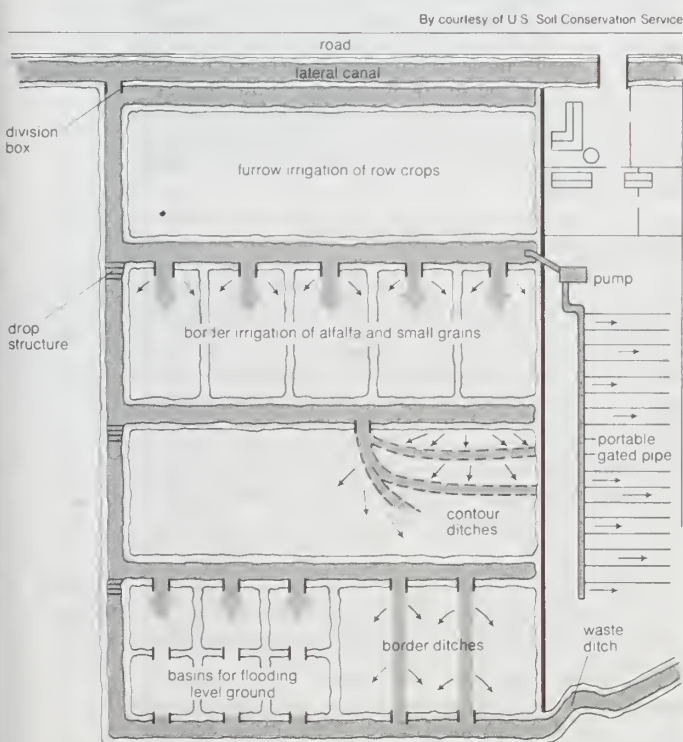 By courtesy of U S Soil Conservation Service
road
lateral canal
division
box
furrow irrigation of row crops
pump
drop
structure
border irrigation of alfalfa and small grains
portable
gated pipe
contour
ditches
waste
ditch
border ditches
basins for flooding
level ground